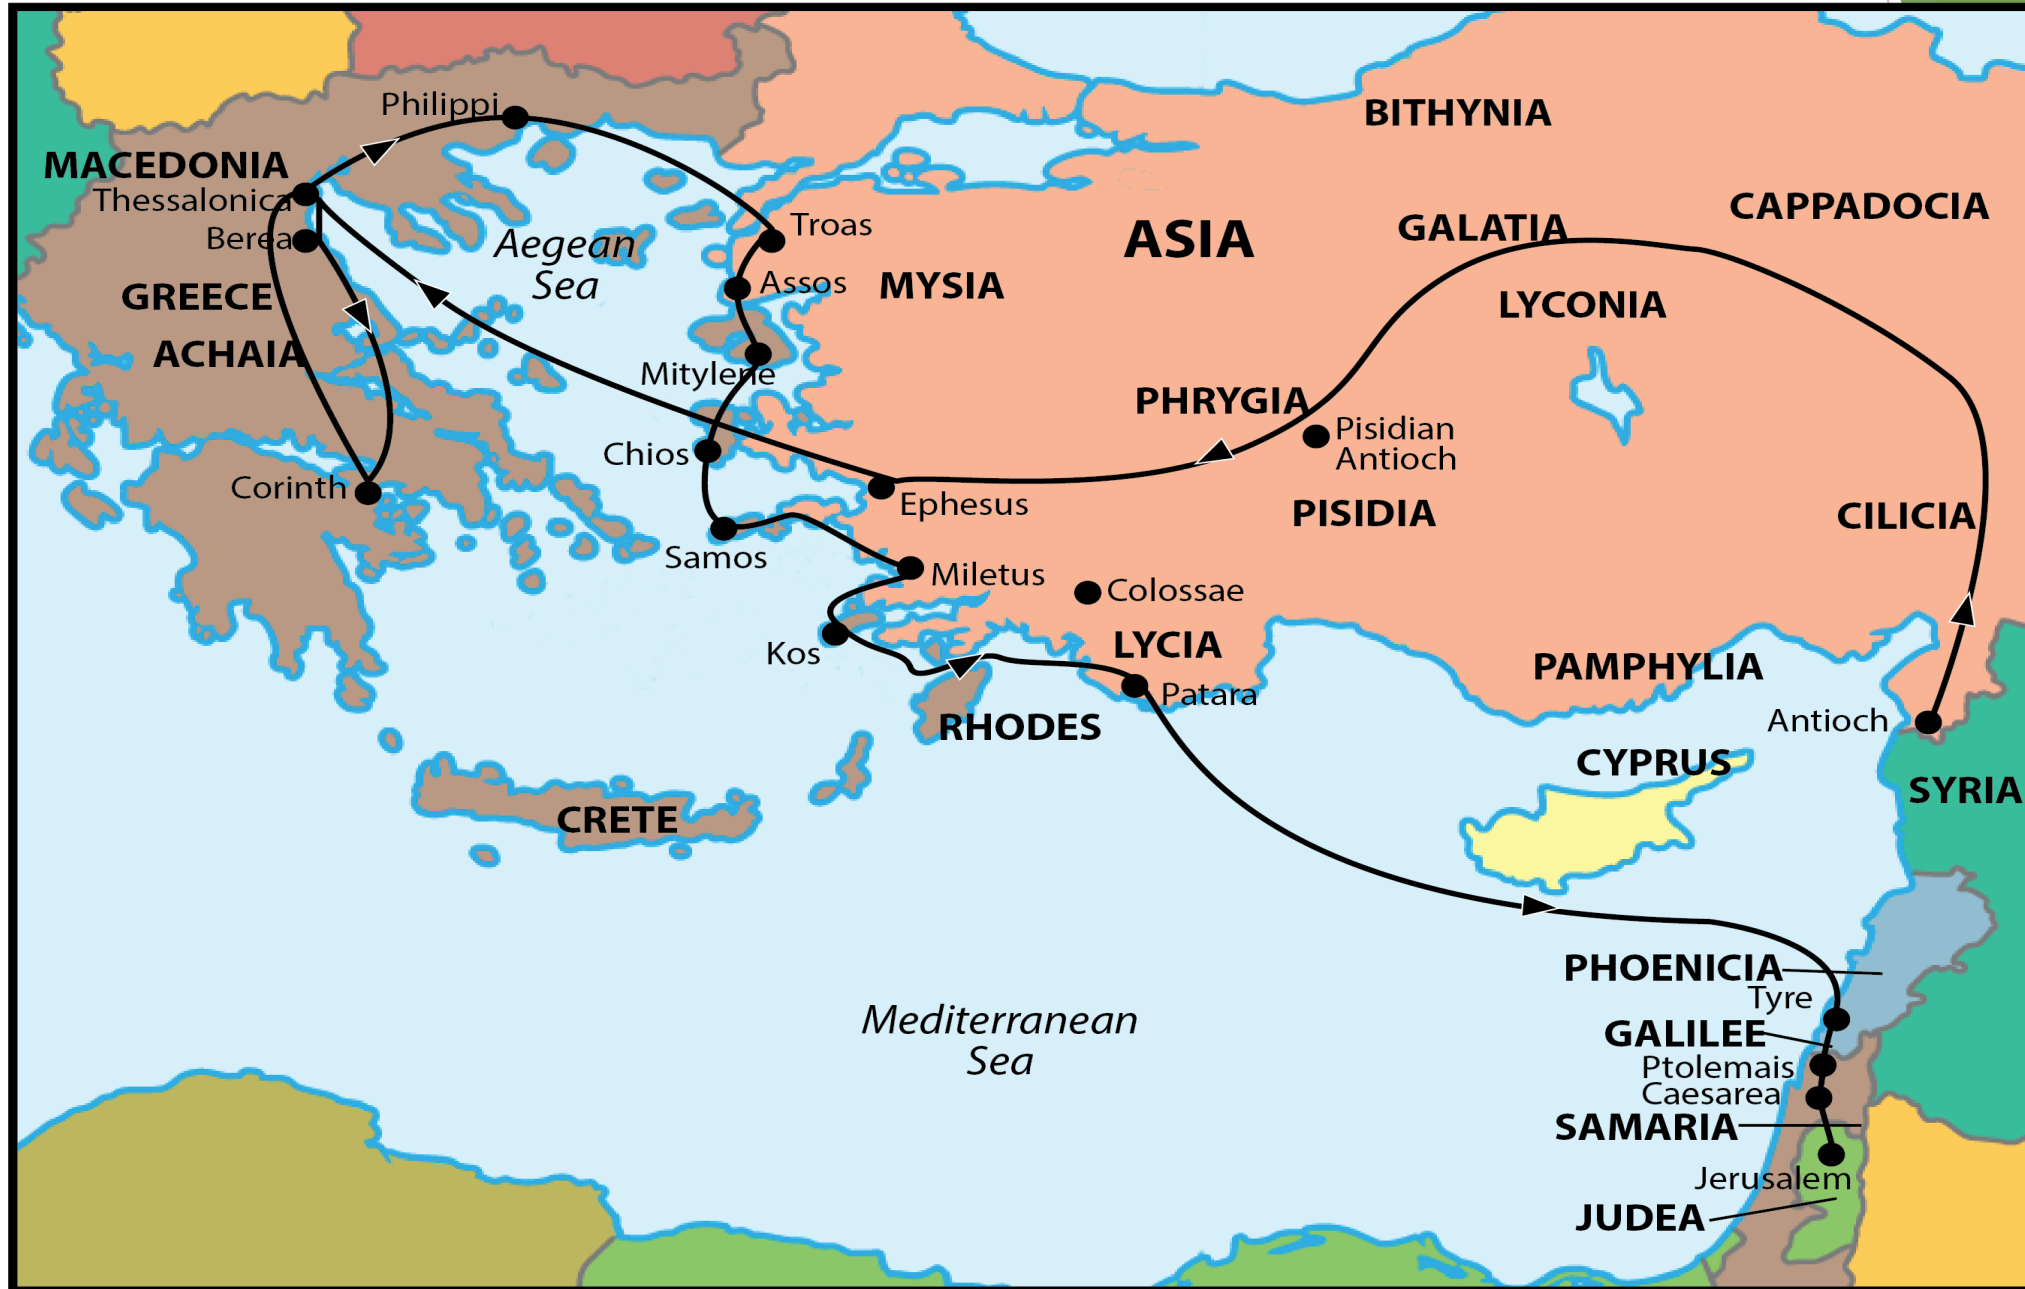 Philippi
BITHYNIA
MACEDONIA
Thessalonica
CAPPADOCIA
Berea
Aegean
Sea
Troas
ASIA
GALATIA
Assos
MYSIA
GREECE
LYCONIA
ACHAIA
Mitylene
PHRYGIA
Pisidian
Antioch
Chios
Corinth
Ephesus
PISIDIA
CILICIA
Samos
Miletus
Colossae
Kos
LYCIA
PAMPHYLIA
Patara
RHODES
Antioch
CYPRUS
SYRIA
CRETE
PHOENICIA
Tyre
Mediterranean
Sea
GALILEE
Ptolemais
Caesarea
SAMARIA
Jerusalem
JUDEA